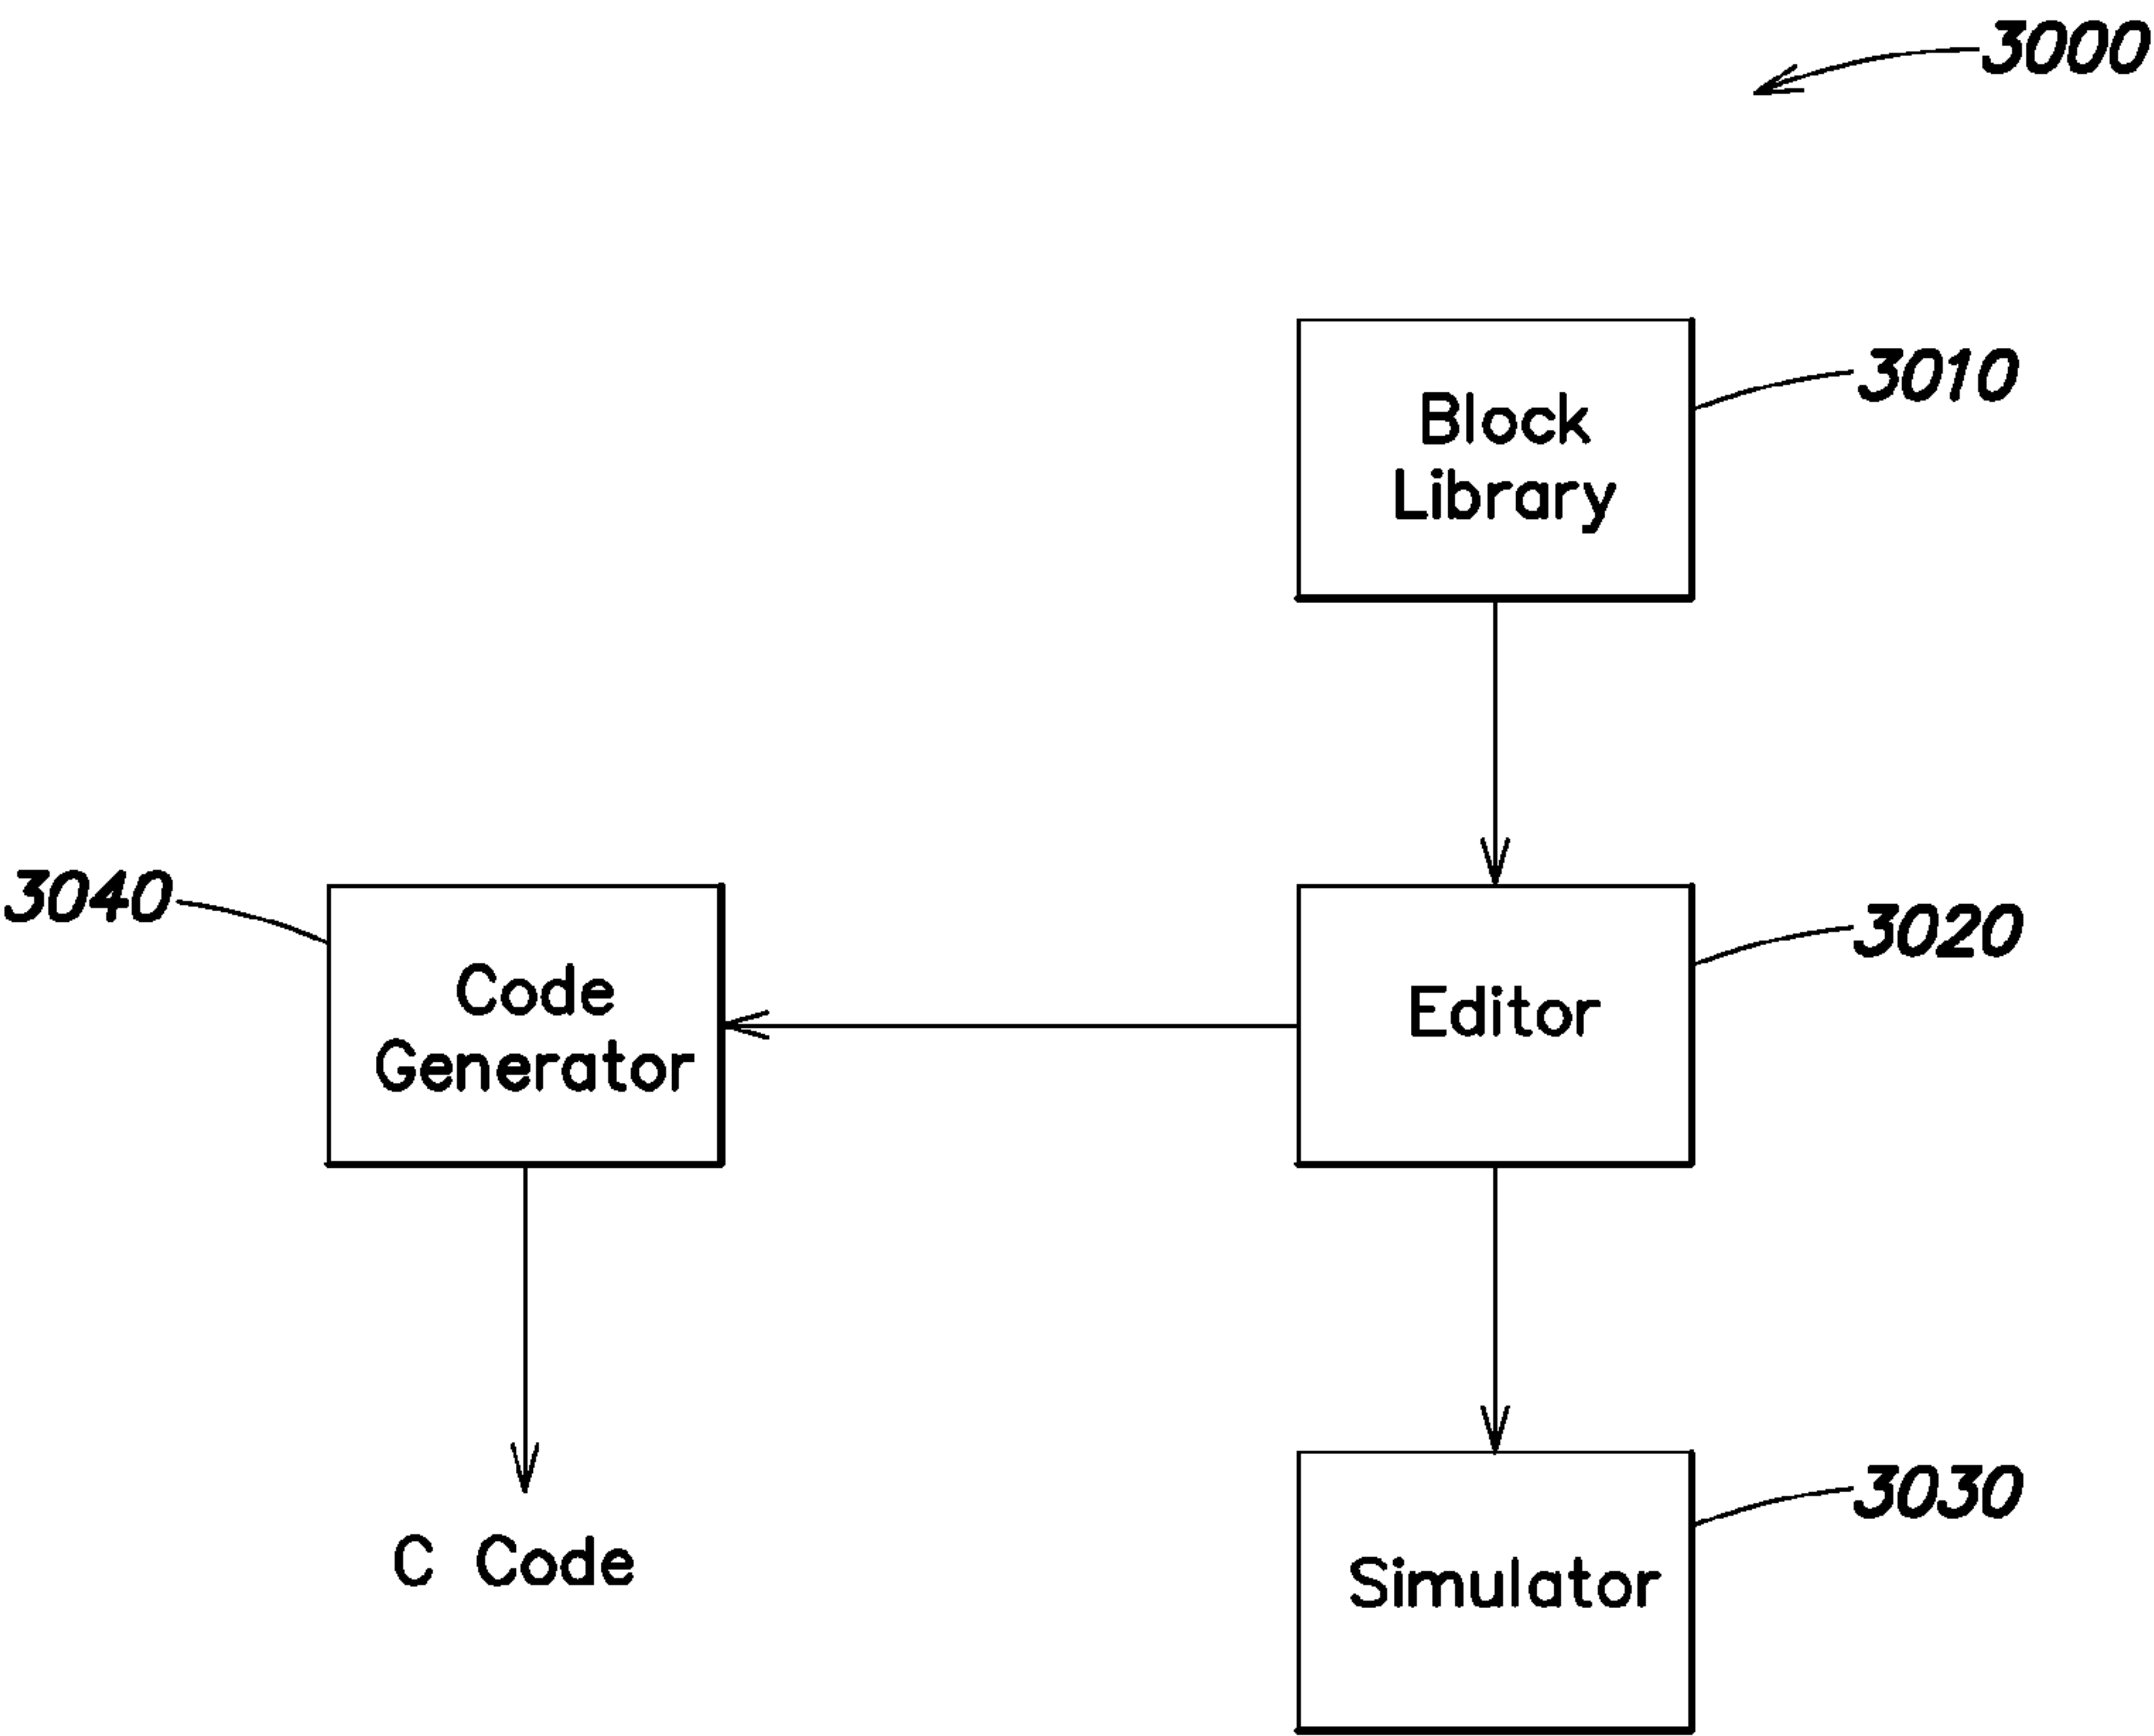 3000
Block
Library
3010
3040
Code
Generator
Editor
3020
C Code
Simulator
3030